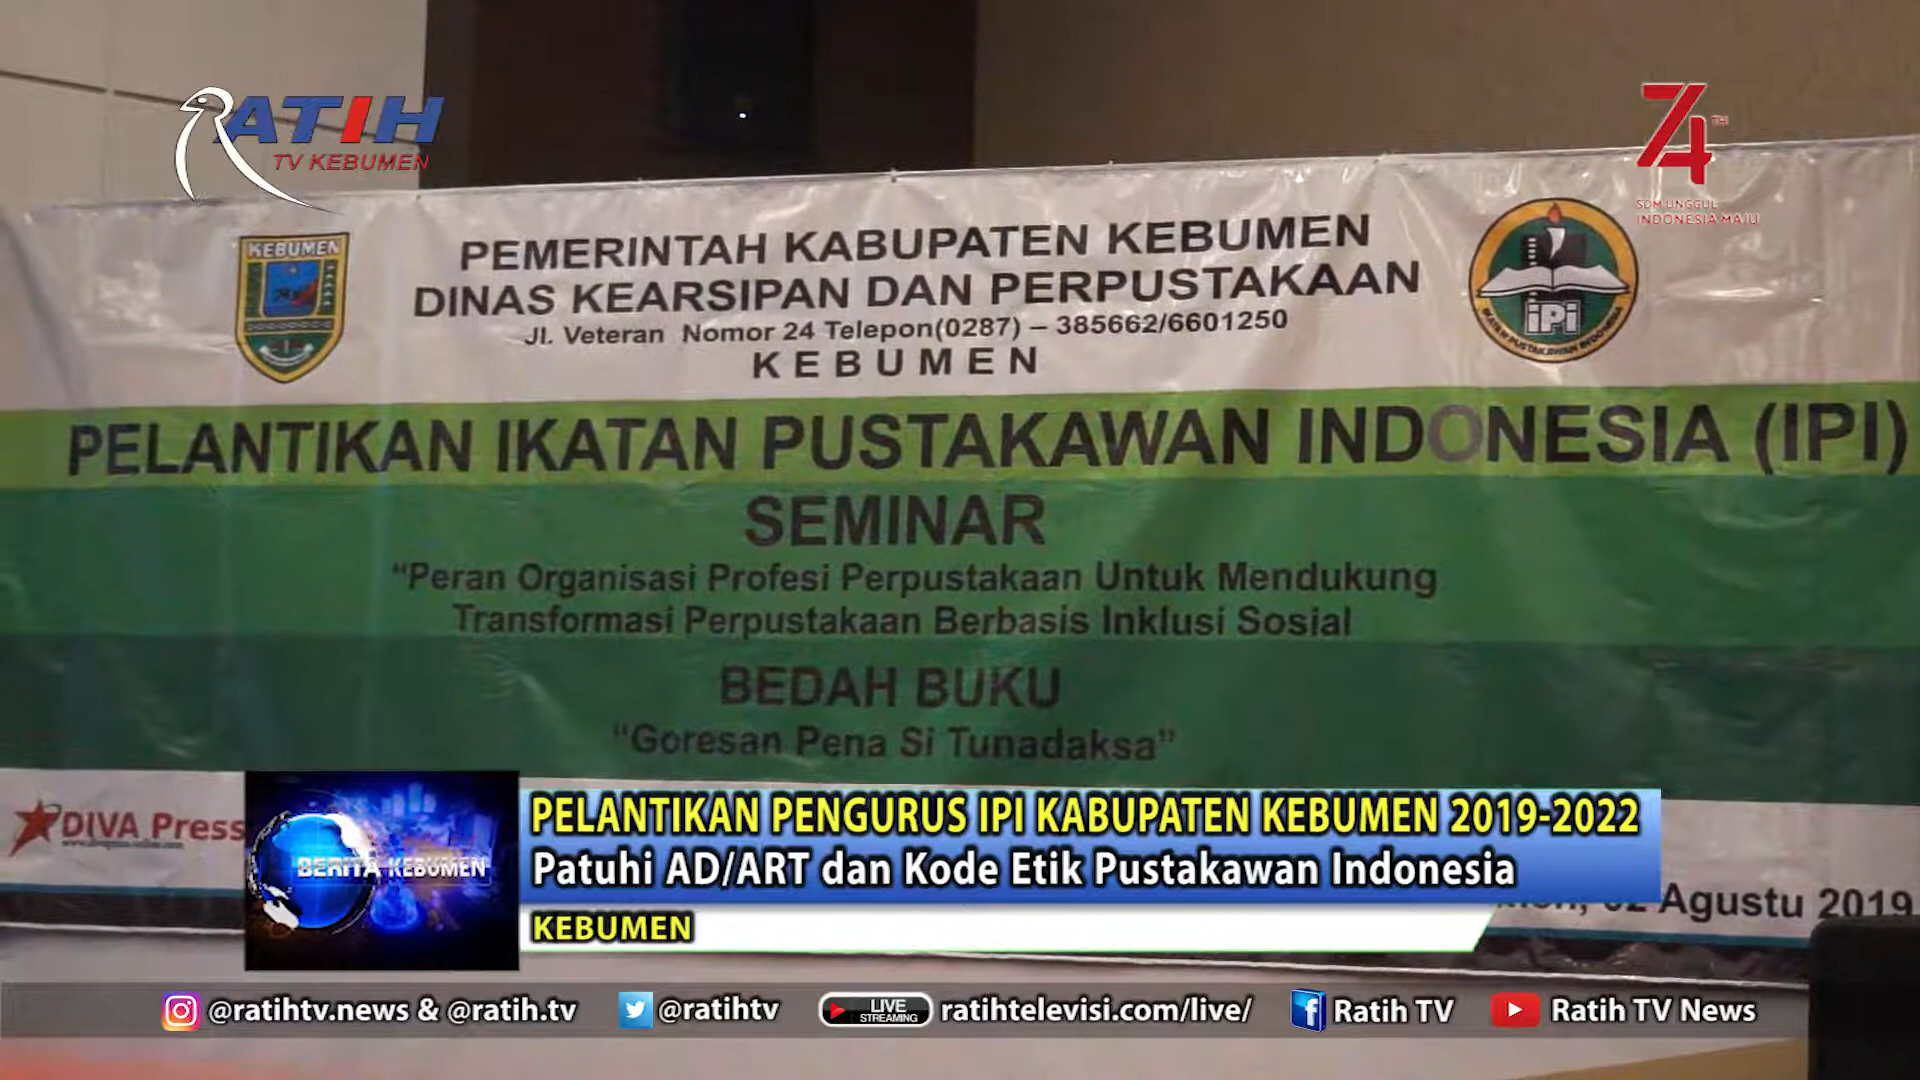 RATIH
TV KEBUMEN
74TH
SDM UNGGUL
INDONESIA MAJU
KEBUMEN
PEMERINTAH KABUPATEN KEBUMEN
DINAS KEARSIPAN DAN PERPUSTAKAAN
Jl. Veteran Nomor 24 Telepon(0287) – 385662/6601250
KEBUMEN
iPi
IKATAN PUSTAKAWAN INDONESIA
PELANTIKAN IKATAN PUSTAKAWAN INDONESIA (IPI)
SEMINAR
“Peran Organisasi Profesi Perpustakaan Untuk Mendukung
Transformasi Perpustakaan Berbasis Inklusi Sosial
BEDAH BUKU
“Goresan Pena Si Tunadaksa”
DIVA Press
BERITA KEBUMEN
PELANTIKAN PENGURUS IPI KABUPATEN KEBUMEN 2019-2022
Patuhi AD/ART dan Kode Etik Pustakawan Indonesia
KEBUMEN
Agustu 2019
@ratihtv.news & @ratih.tv @ratihtv LIVE STREAMING ratihtelevisi.com/live/ Ratih TV Ratih TV News